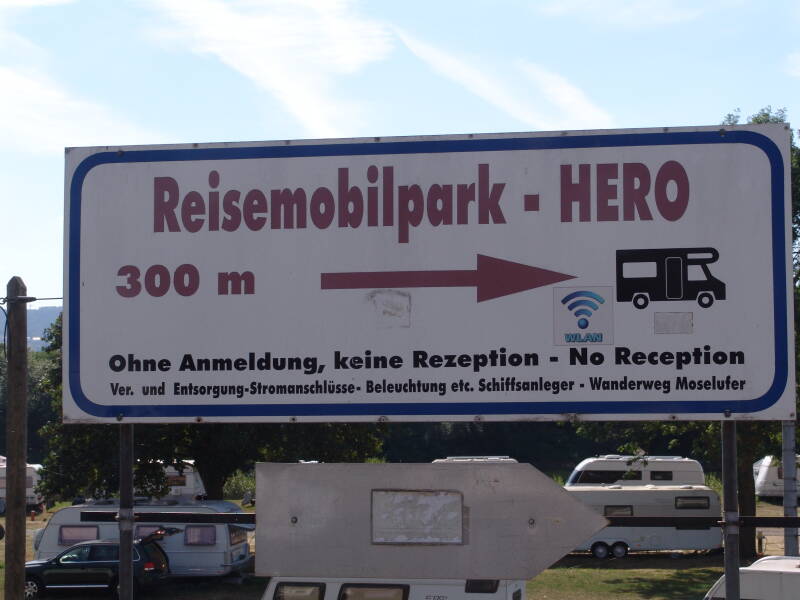 Reisemobilpark - HERO
300 m
WLAN
Ohne Anmeldung, keine Rezeption - No Reception
Ver. und Entsorgung-Stromanschlüsse- Beleuchtung etc. Schiffsanleger - Wanderweg Moselufer